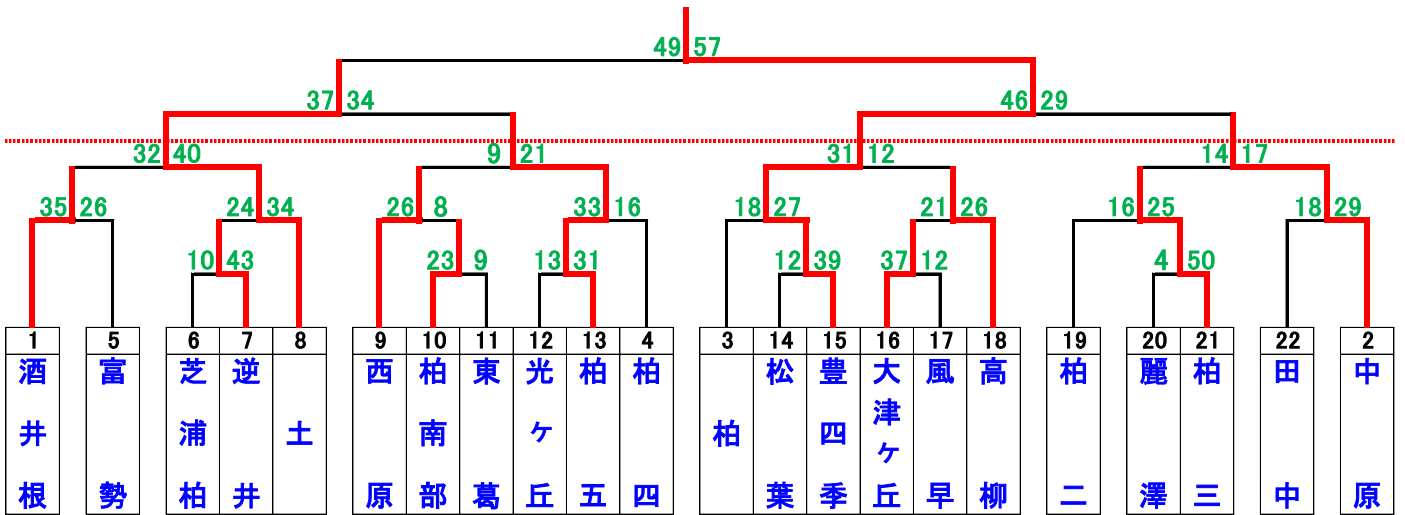 49 57
37 34 46 29
32 40 9 21 31 12 14 17
35 26 24 34 26 8 33 16 18 27 21 26 16 25 18 29
10 43 23 9 13 31 12 39 37 12 4 50
1 5 6 7 8 9 10 11 12 13 4 3 14 15 16 17 18 19 20 21 22 2
酒井根
富勢
芝浦柏
逆井
土
西原
柏南部
東葛
光ヶ丘
柏五
柏四
柏
松葉
豊四季
大津ヶ丘
風早
高柳
柏二
麗澤
柏三
田中
中原